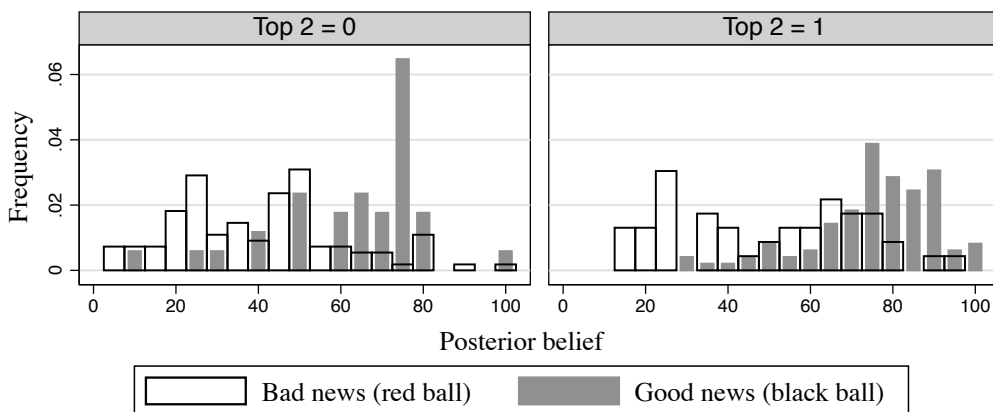 Top 2 = 0
Top 2 = 1
Frequency
.06
.04
.02
0
0 20 40 60 80 100
0 20 40 60 80 100
Posterior belief
Bad news (red ball)
Good news (black ball)